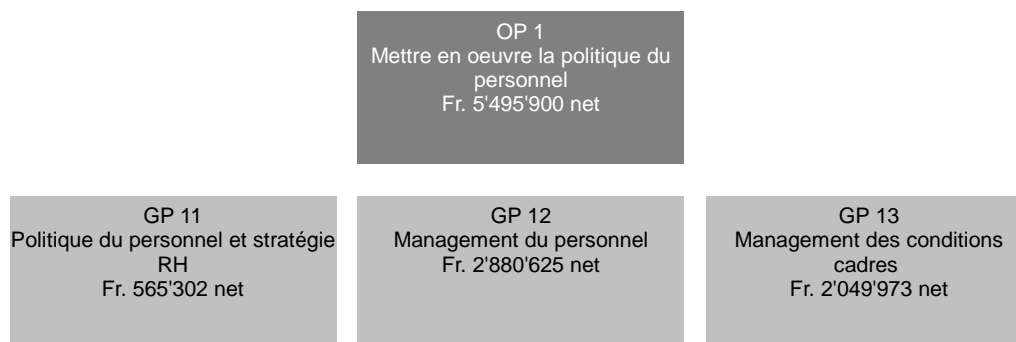 OP 1
Mettre en oeuvre la politique du
personnel
Fr. 5'495'900 net
GP 11
Politique du personnel et stratégie
RH
Fr. 565'302 net
GP 12
Management du personnel
Fr. 2'880'625 net
GP 13
Management des conditions
cadres
Fr. 2'049'973 net